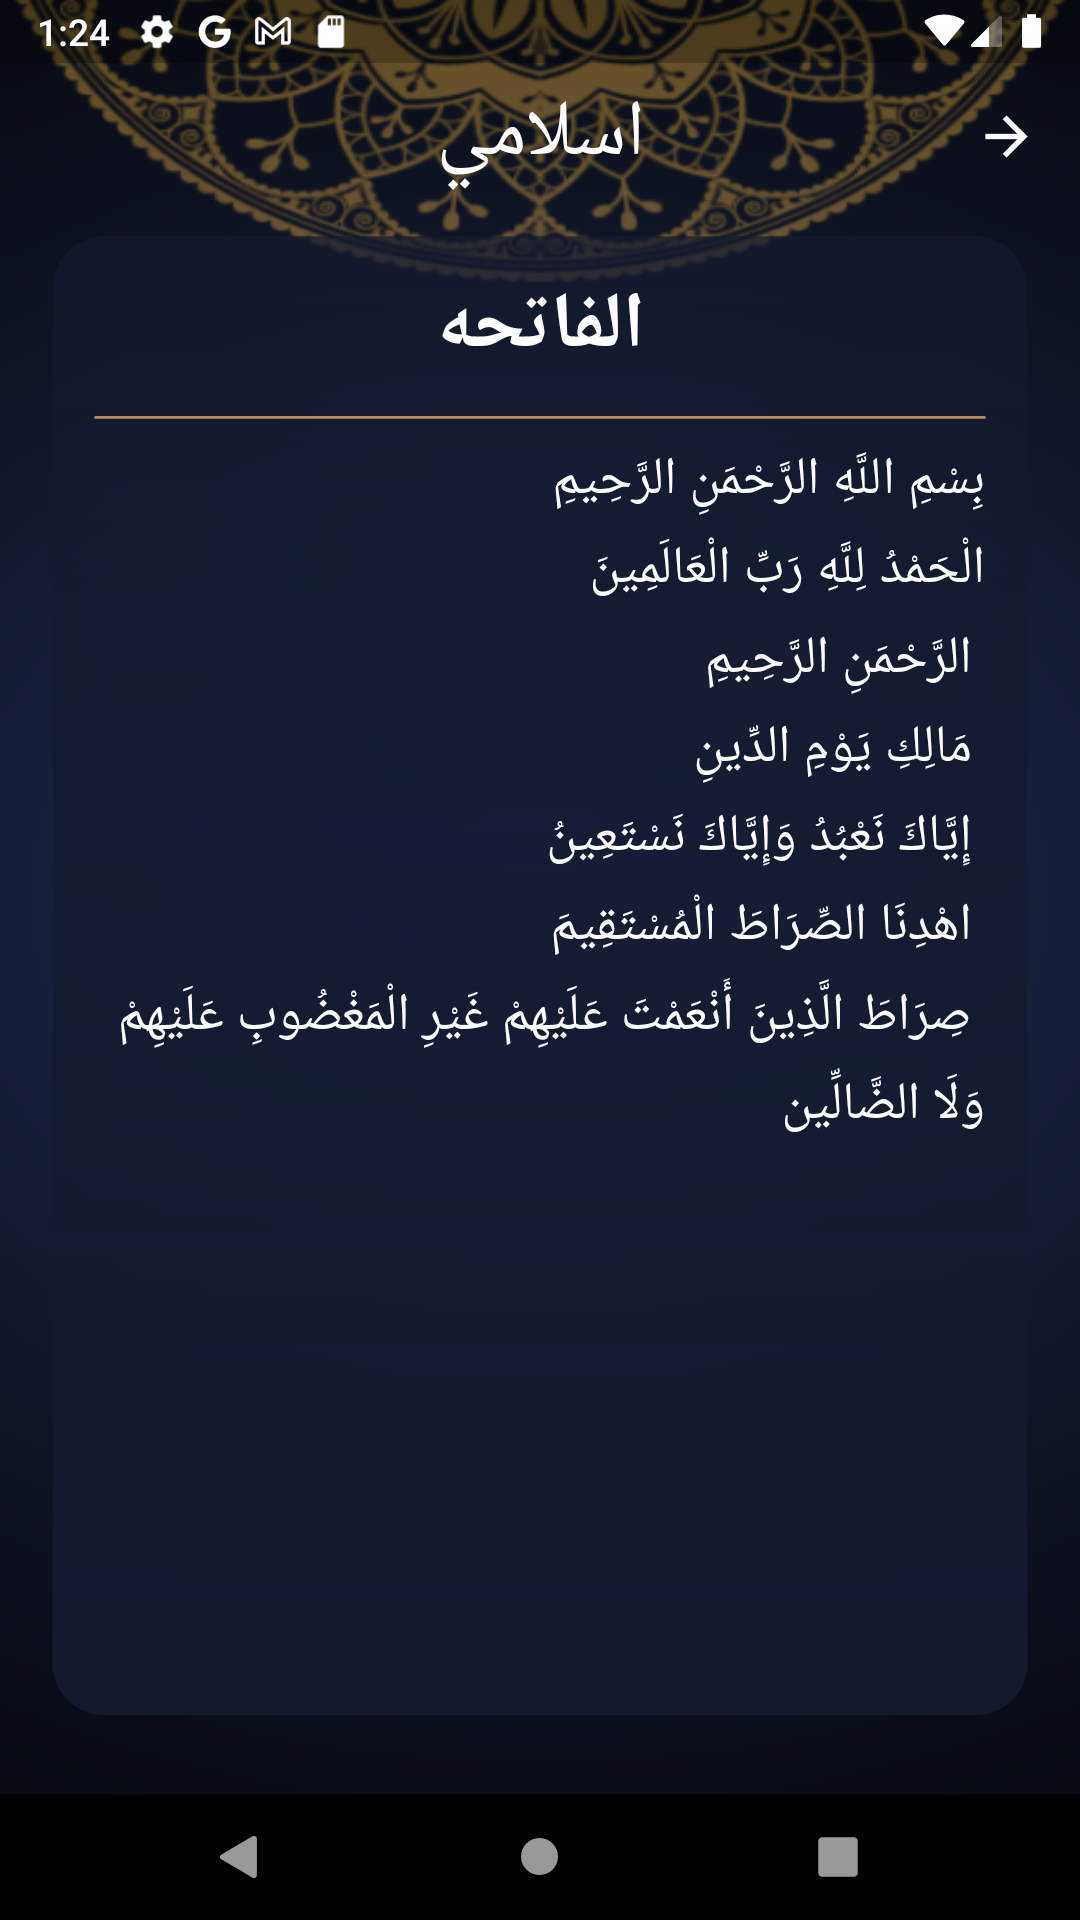 1:24
اسلامي
الفاتحه
بِسْمِ اللَّهِ الرَّحْمَنِ الرَّحِيمِ
الْحَمْدُ لِلَّهِ رَبِّ الْعَالَمِينَ
الرَّحْمَنِ الرَّحِيمِ
مَالِكِ يَوْمِ الدِّينِ
إِيَّاكَ نَعْبُدُ وَإِيَّاكَ نَسْتَعِينُ
اهْدِنَا الصِّرَاطَ الْمُسْتَقِيمَ
صِرَاطَ الَّذِينَ أَنْعَمْتَ عَلَيْهِمْ غَيْرِ الْمَغْضُوبِ عَلَيْهِمْ
وَلَا الضَّالِّين